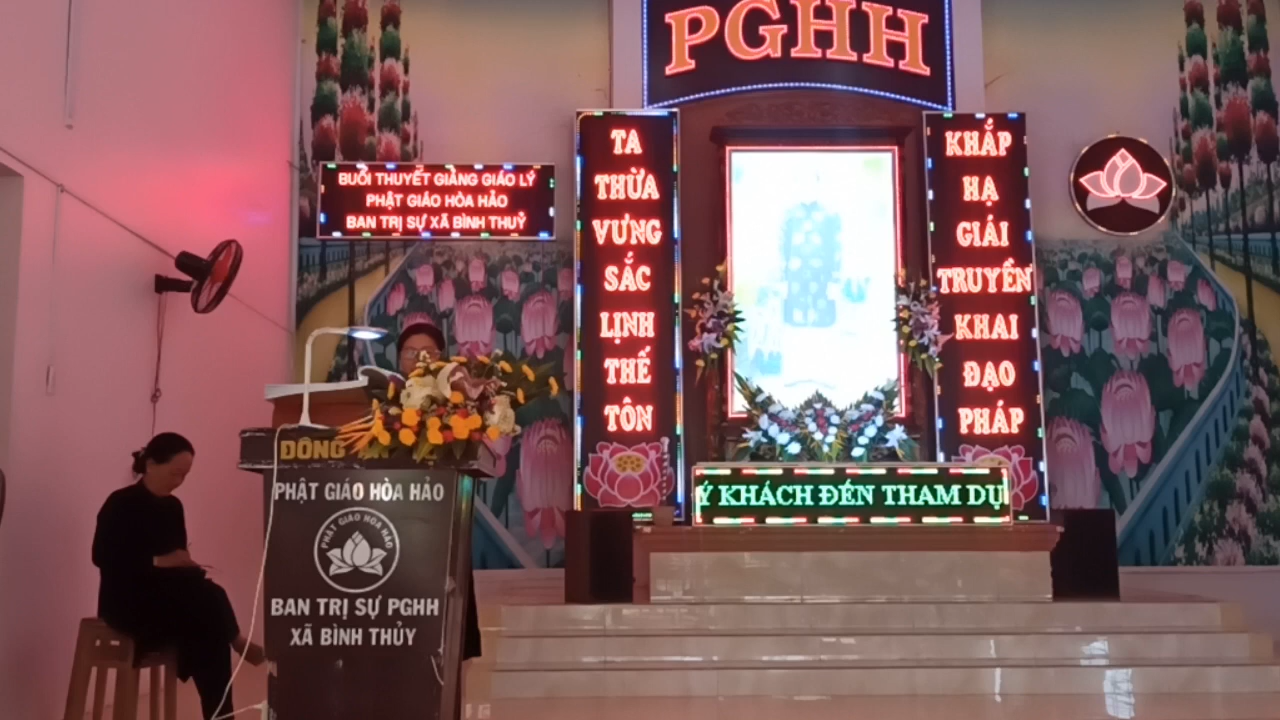 PGHH
BUỔI THUYẾT GIẢNG GIÁO LÝ
PHẬT GIÁO HÒA HẢO
BAN TRỊ SỰ XÃ BÌNH THUỶ
TA
THỪA
VƯNG
SẮC
LỊNH
THẾ
TÔN
KHẮP
HẠ
GIÁI
TRUYỀN
KHAI
ĐẠO
PHÁP
Ý KHÁCH ĐẾN THAM DỰ
ĐÔNG
PHẬT GIÁO HÒA HẢO
PHẬT GIÁO HÒA HẢO
BAN TRỊ SỰ PGHH
XÃ BÌNH THỦY